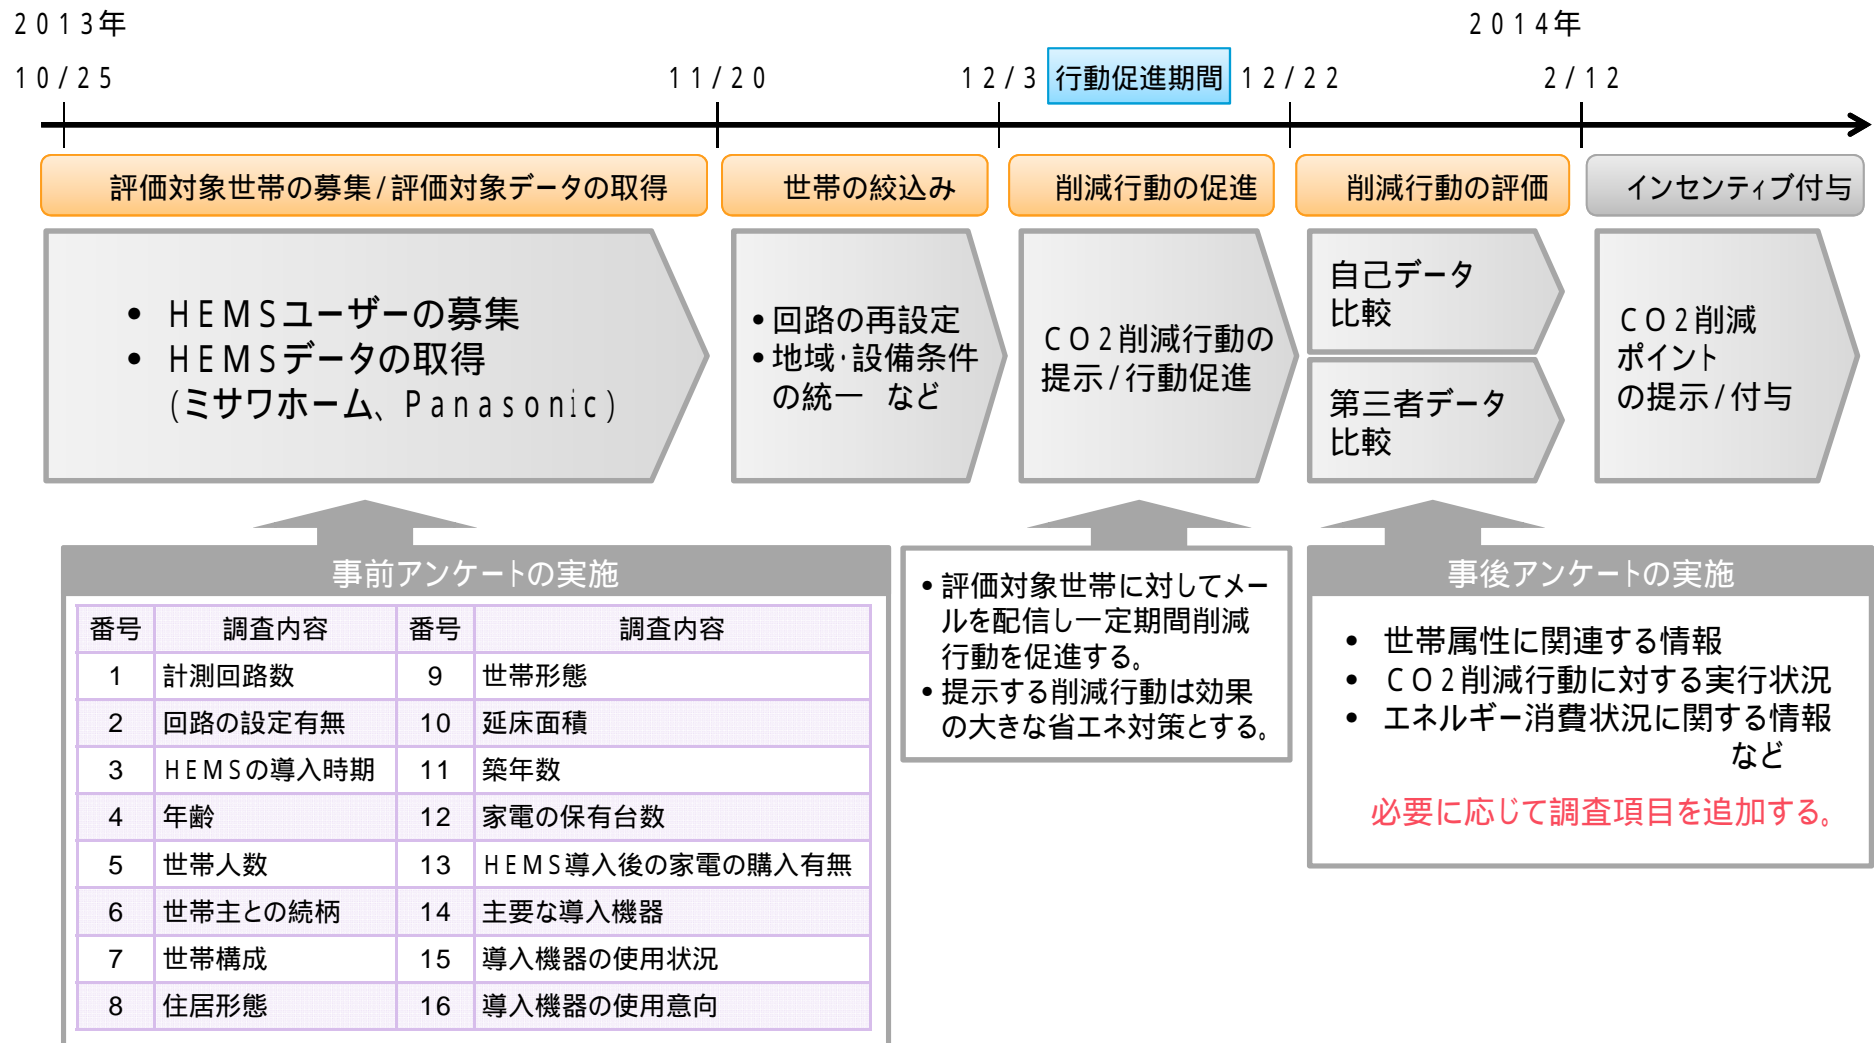 2013年
2014年
10/25
11/20
12/3
行動促進期間
12/22
2/12
評価対象世帯の募集/評価対象データの取得
世帯の絞込み
削減行動の促進
削減行動の評価
インセンティブ付与
• HEMSユーザーの募集
• HEMSデータの取得
(ミサワホーム、Panasonic)
• 回路の再設定
• 地域・設備条件
の統一 など
CO2削減行動の
提示/行動促進
自己データ
比較
第三者データ
比較
CO2削減
ポイント
の提示/付与
事前アンケートの実施
番号 調査内容 番号 調査内容
1 計測回路数 9 世帯形態
2 回路の設定有無 10 延床面積
3 HEMSの導入時期 11 築年数
4 年齢 12 家電の保有台数
5 世帯人数 13 HEMS導入後の家電の購入有無
6 世帯主との続柄 14 主要な導入機器
7 世帯構成 15 導入機器の使用状況
8 住居形態 16 導入機器の使用意向
• 評価対象世帯に対してメー
ルを配信し一定期間削減
行動を促進する。
• 提示する削減行動は効果
の大きな省エネ対策とする。
事後アンケートの実施
• 世帯属性に関連する情報
• CO2削減行動に対する実行状況
• エネルギー消費状況に関する情報
など
必要に応じて調査項目を追加する。